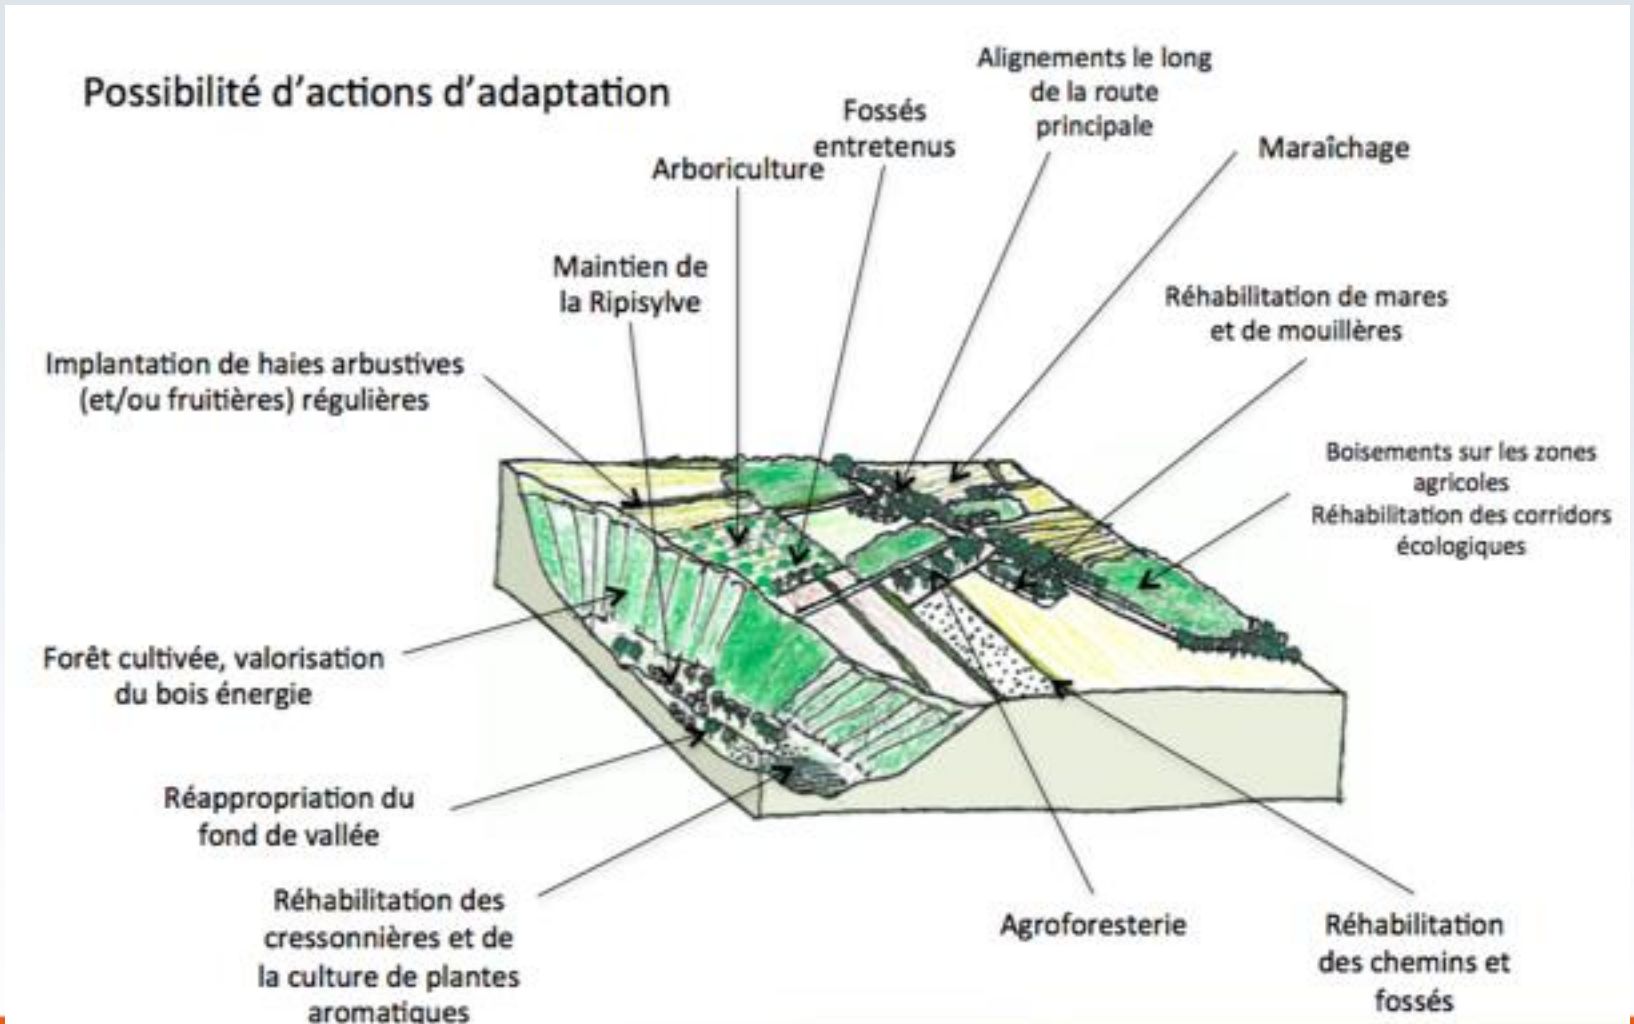 Possibilité d'actions d'adaptation
Alignements le long
de la route
principale
Fossés
entretenus
Maraîchage
Arboriculture
Maintien de
la Ripisylve
Réhabilitation de mares
et de mouillères
Implantation de haies arbustives
(et/ou fruitières) régulières
Boisements sur les zones
agricoles
Réhabilitation des corridors
écologiques
Forêt cultivée, valorisation
du bois énergie
Réappropriation du
fond de vallée
Réhabilitation des
cressonnières et de
la culture de plantes
aromatiques
Agroforesterie
Réhabilitation
des chemins et
fossés